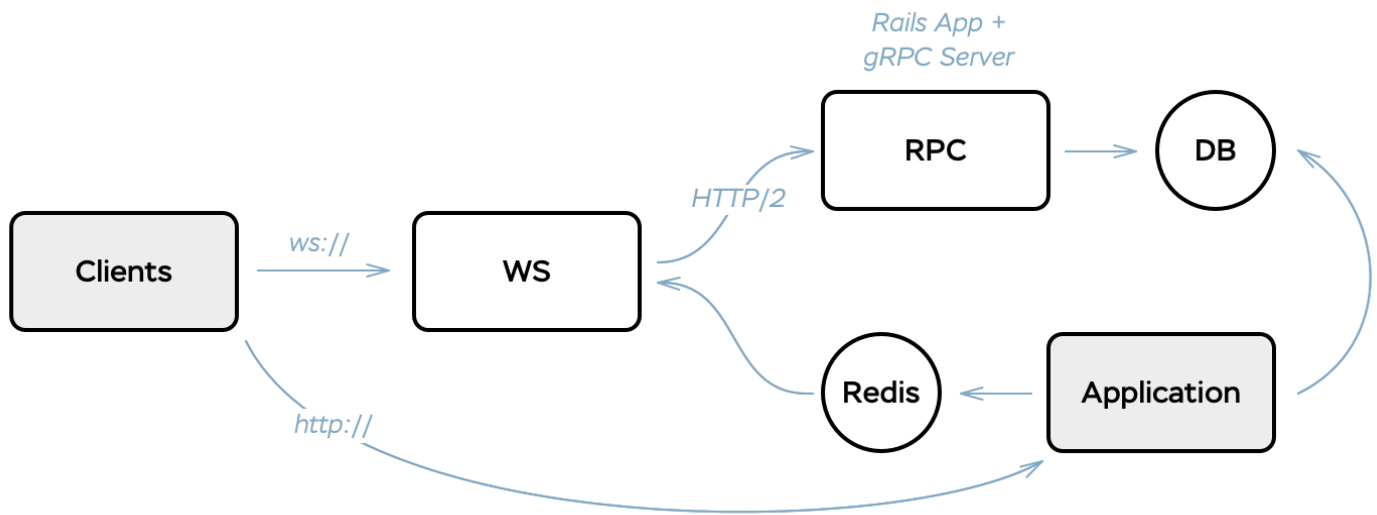 Rails App +
gRPC Server
RPC
DB
HTTP/2
ws://
Clients
WS
Redis
Application
http://